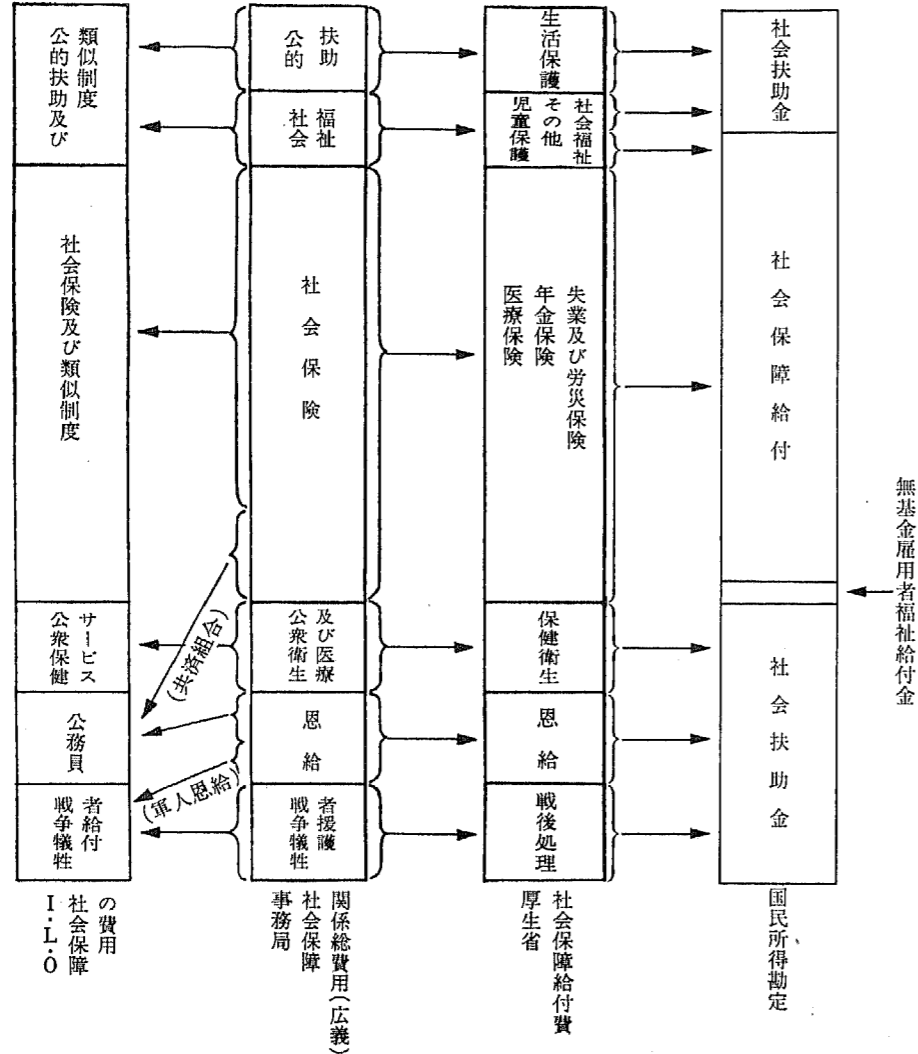 公的扶助及び
類似制度
社会保険及び類似制度
公衆保健
サービス
公務員
戦争犠牲
者給付
I・L・O
社会保障
の費用
公的
扶助
社会
福祉
社会保険
(共済組合)
公衆衛生
及び医療
恩給
(軍人恩給)
戦争犠牲
者援護
事務局
社会保障
関係総費用(広義)
生活保護
児童保護
その他
社会福祉
医療保険
年金保険
失業及び労災保険
保健衛生
恩給
戦後処理
厚生省
社会保障給付費
社会扶助金
社会保障給付
社会扶助金
国民所得勘定
無基金雇用者福祉給付金